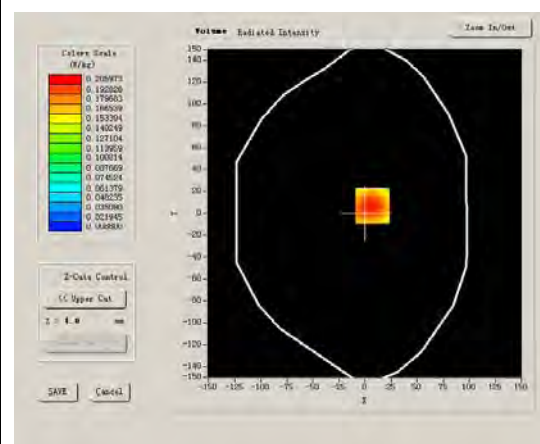 Volume Radiated Intensity
Zoom In/Out
Colors Scale
(W/kg)
0.205973
0.192828
0.179683
0.166539
0.153394
0.140249
0.127104
0.113959
0.100814
0.087669
0.074524
0.061379
0.048235
0.035090
0.021945
150
140
120
100
80
60
40
20
0
-20
-40
-60
-80
-100
-120
-140
-150
-150 -125 -100 -75 -50 -25 0 25 50 75 100 125 150
X
Y
Z-Cuts Control
<< Upper Cut
mm
SAVE Cancel